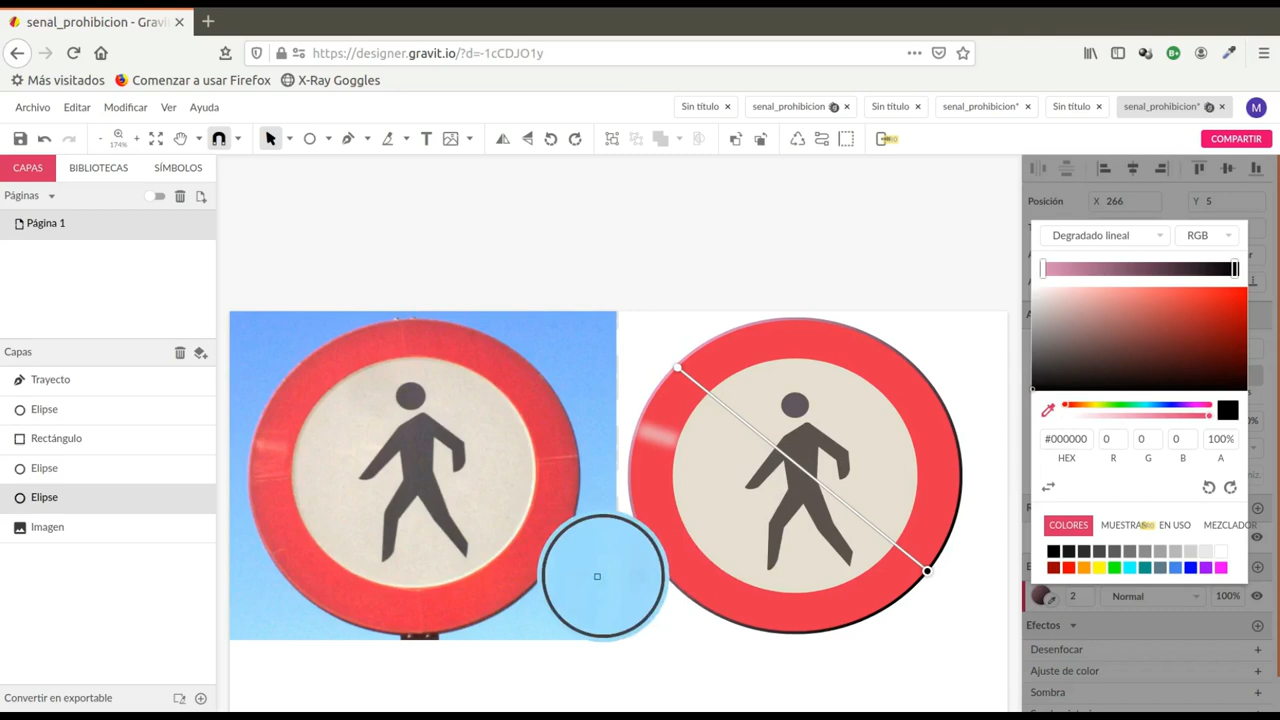 senal_prohibicion - Gravi
https://designer.gravit.io/?d=-1cCDJO1y
Más visitados
Comenzar a usar Firefox
X-Ray Goggles
Archivo Editar Modificar Ver Ayuda
Sin título senal_prohibicion Sin título senal_prohibicion* Sin título senal_prohibicion* M
174%
COMPARTIR
CAPAS BIBLIOTECAS SÍMBOLOS
Páginas
Página 1
Capas
Trayecto
Elipse
Rectángulo
Elipse
Elipse
Imagen
Convertir en exportable
Posición X 266 Y 5
Degradado lineal RGB
#000000 0 0 0 100%
HEX R G B A
COLORES EN USO MEZCLADOR
2 Normal 100%
Efectos
Desenfocar
Ajuste de color
Sombra